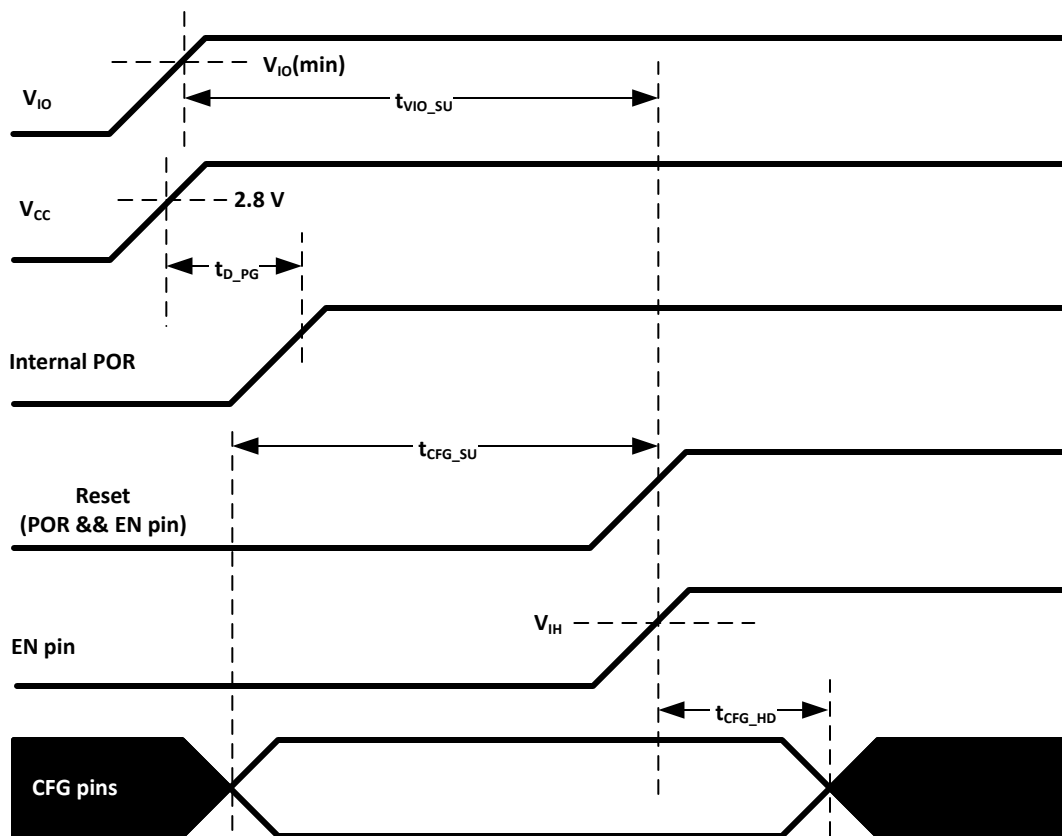 V_IO(min)
V_IO
t_VIO_SU
V_CC
2.8 V
t_D_PG
Internal POR
t_CFG_SU
Reset
(POR && EN pin)
V_IH
EN pin
t_CFG_HD
CFG pins